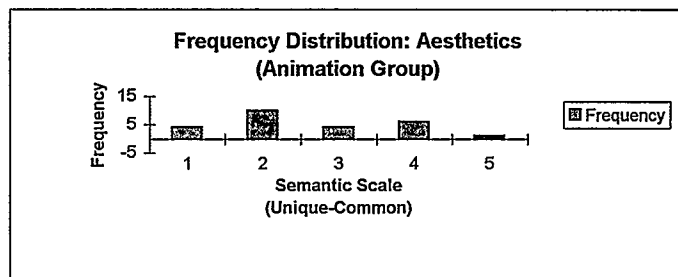 Frequency Distribution: Aesthetics
(Animation Group)
Frequency
15
5
-5
1 2 3 4 5
Semantic Scale
(Unique-Common)
Frequency